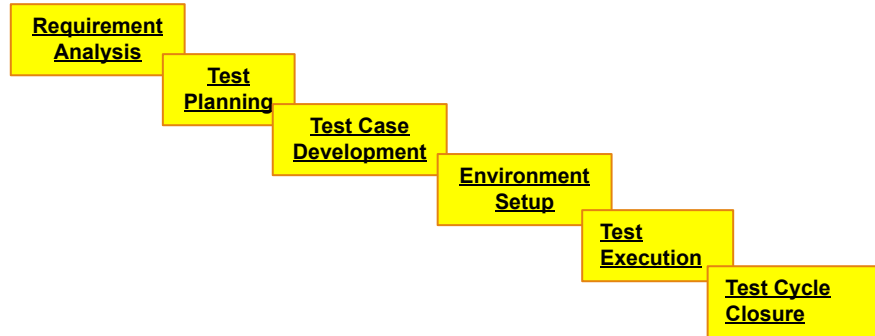 Requirement
Analysis
Test
Planning
Test Case
Development
Environment
Setup
Test
Execution
Test Cycle
Closure